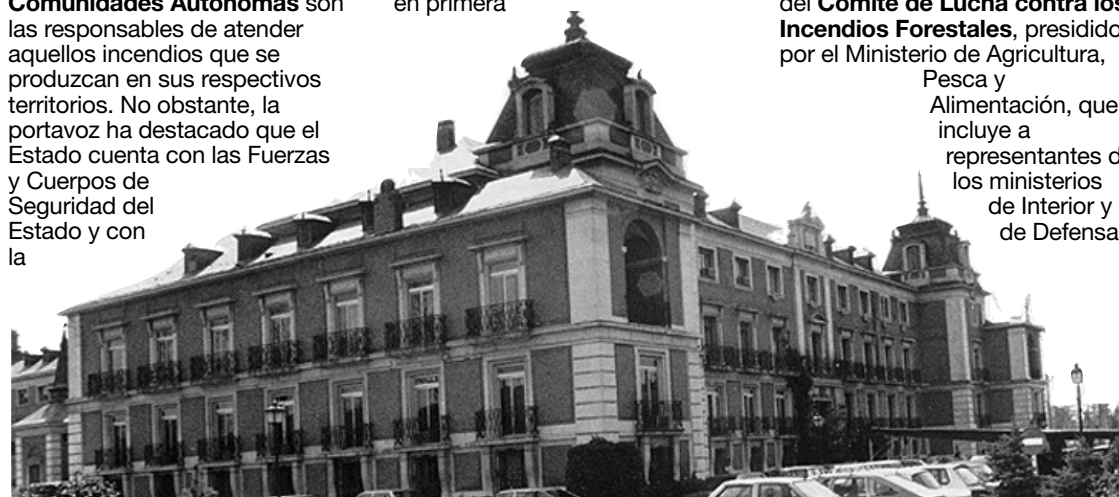 Comunidades Autónomas son
las responsables de atender
aquellos incendios que se
produzcan en sus respectivos
territorios. No obstante, la
portavoz ha destacado que el
Estado cuenta con las Fuerzas
y Cuerpos de
Seguridad del
Estado y con
la
en primera
del Comité de Lucha contra los
Incendios Forestales, presidido
por el Ministerio de Agricultura,
Pesca y
Alimentación, que
incluye a
representantes d
los ministerios
de Interior y
de Defensa